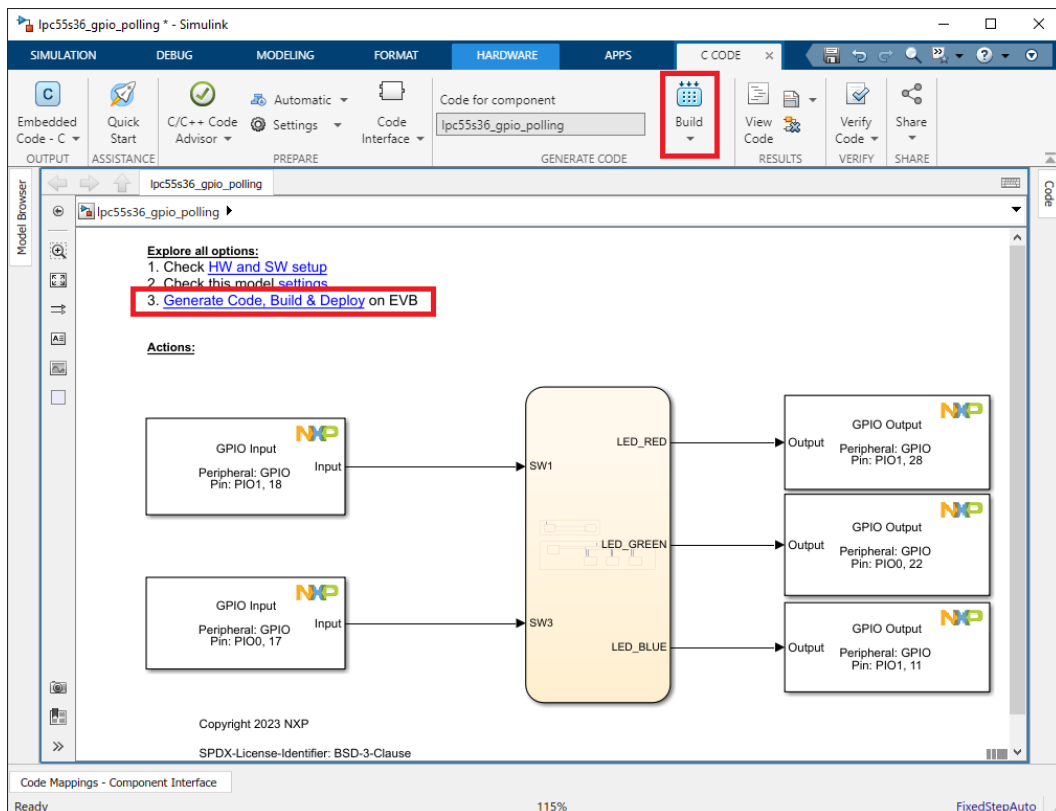 lpc55s36_gpio_polling * - Simulink
SIMULATION DEBUG MODELING FORMAT HARDWARE APPS C CODE
Embedded Code - C
Quick Start
C/C++ Code Advisor
Automatic
Settings
Code Interface
Code for component
lpc55s36_gpio_polling
Build
View Code
Verify Code
Share
OUTPUT ASSISTANCE PREPARE GENERATE CODE RESULTS VERIFY SHARE
Model Browser
Code
lpc55s36_gpio_polling
lpc55s36_gpio_polling
Explore all options:
1. Check HW and SW setup
2. Check this model settings
3. Generate Code, Build & Deploy on EVB
Actions:
NXP
GPIO Input
Peripheral: GPIO
Pin: PIO1, 18
Input
NXP
GPIO Input
Peripheral: GPIO
Pin: PIO0, 17
Input
SW1
SW3
LED_RED
LED_GREEN
LED_BLUE
NXP
GPIO Output
Output
Peripheral: GPIO
Pin: PIO1, 28
NXP
GPIO Output
Output
Peripheral: GPIO
Pin: PIO0, 22
NXP
GPIO Output
Output
Peripheral: GPIO
Pin: PIO1, 11
Copyright 2023 NXP
SPDX-License-Identifier: BSD-3-Clause
Code Mappings - Component Interface
Ready 115% FixedStepAuto